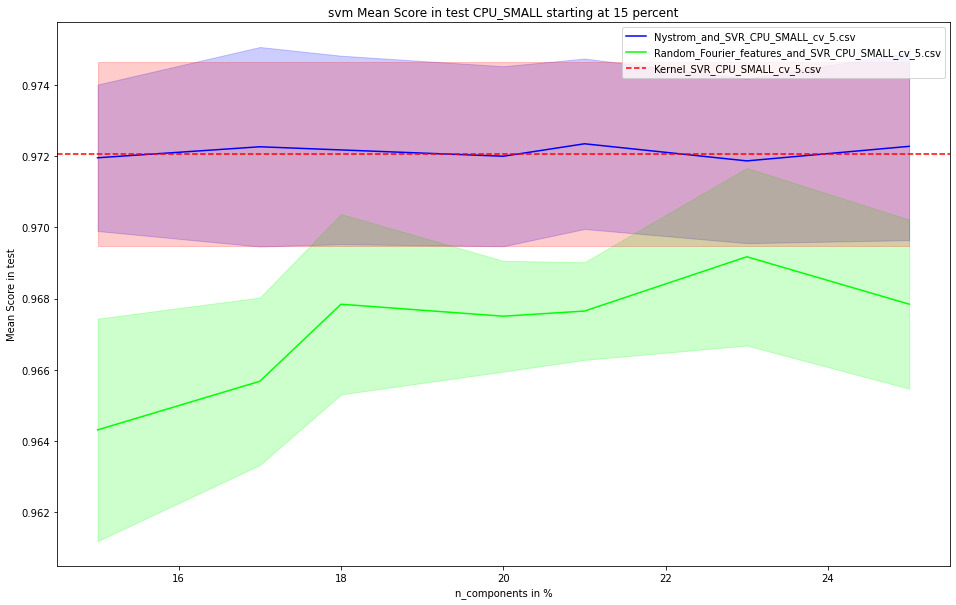 svm Mean Score in test CPU_SMALL starting at 15 percent
Nystrom_and_SVR_CPU_SMALL_cv_5.csv
Random_Fourier_features_and_SVR_CPU_SMALL_cv_5.csv
Kernel_SVR_CPU_SMALL_cv_5.csv
Mean Score in test
0.974
0.972
0.970
0.968
0.966
0.964
0.962
16
18
20
22
24
n_components in %